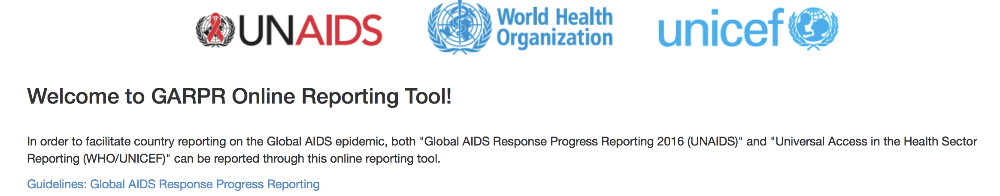 UNAIDS
World Health
Organization
unicef
Welcome to GARPR Online Reporting Tool!
In order to facilitate country reporting on the Global AIDS epidemic, both "Global AIDS Response Progress Reporting 2016 (UNAIDS)" and "Universal Access in the Health Sector
Reporting (WHO/UNICEF)" can be reported through this online reporting tool.
Guidelines: Global AIDS Response Progress Reporting